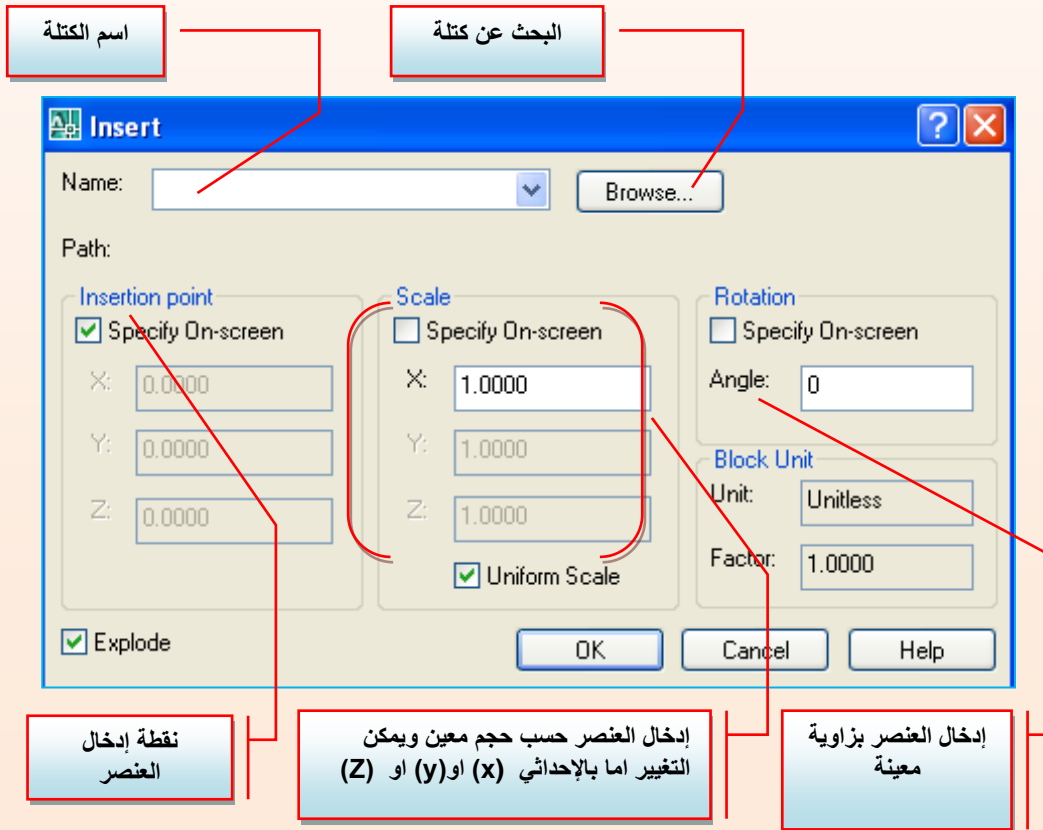 اسم الكتلة
البحث عن كتلة
Insert
Name:
Browse...
Path:
Insertion point
Specify On-screen
X: 0.0000
Y: 0.0000
Z: 0.0000
Scale
Specify On-screen
X: 1.0000
Y: 1.0000
Z: 1.0000
Uniform Scale
Rotation
Specify On-screen
Angle: 0
Block Unit
Unit: Unitless
Factor: 1.0000
Explode
OK
Cancel
Help
نقطة إدخال
العنصر
إدخال العنصر حسب حجم معين ويمكن
التغيير اما بالإحداثي (x) او(y) او (Z)
إدخال العنصر بزاوية
معينة